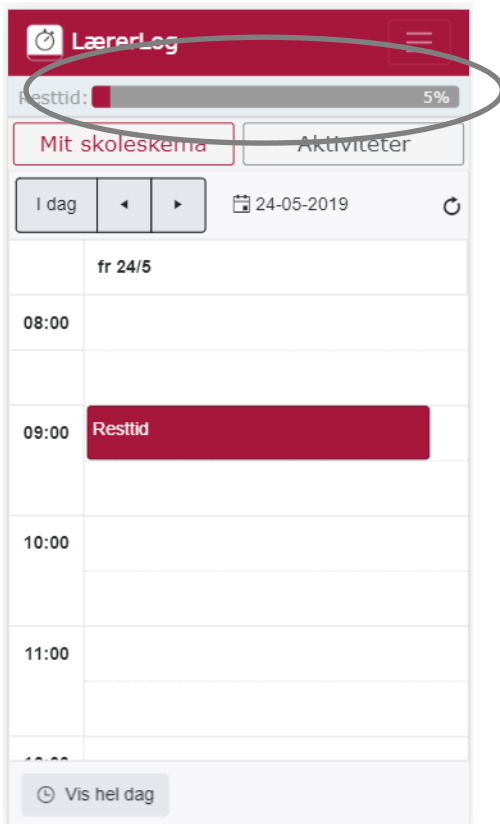 LærerLog
Resttid: 5%
Mit skoleskema Aktiviteter
I dag 24-05-2019
fr 24/5
08:00
09:00 Resttid
10:00
11:00
Vis hel dag